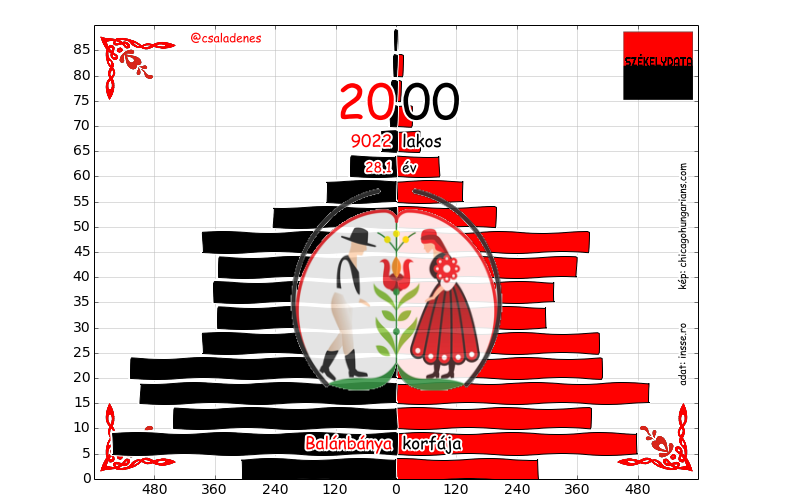 @csaladenes
SZÉKELYDATA
2000
9022 lakos
28.1 év
kép: chicagohungarians.com
adat: insse.ro
Balánbánya korfája
85
80
75
70
65
60
55
50
45
40
35
30
25
20
15
10
5
0
480 360 240 120 0 120 240 360 480